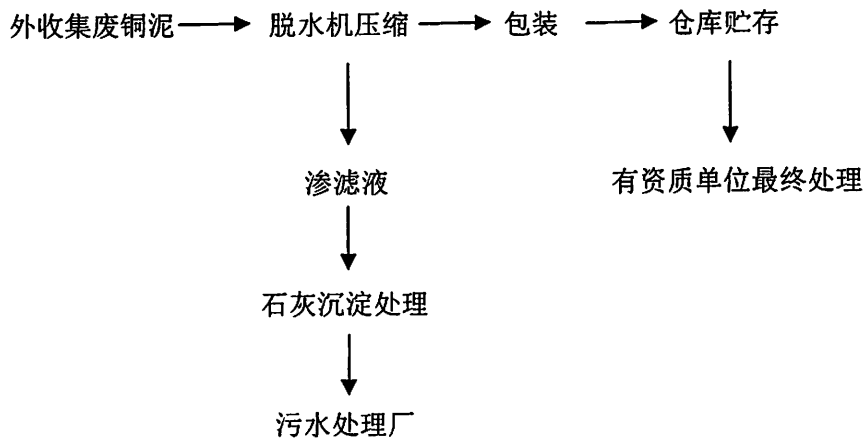 外收集废铜泥
脱水机压缩
包装
仓库贮存
渗滤液
有资质单位最终处理
石灰沉淀处理
污水处理厂